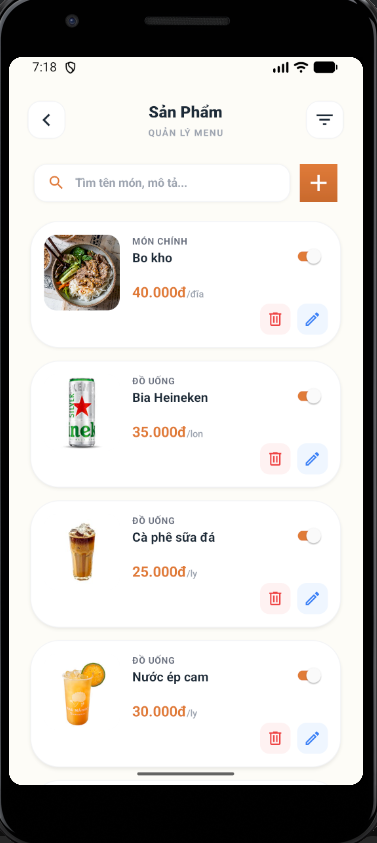 7:18
Sản Phẩm
QUẢN LÝ MENU
Tìm tên món, mô tả...
MÓN CHÍNH
Bo kho
40.000đ/đĩa
ĐỒ UỐNG
Bia Heineken
35.000đ/lon
ĐỒ UỐNG
Cà phê sữa đá
25.000đ/ly
ĐỒ UỐNG
Nước ép cam
30.000đ/ly